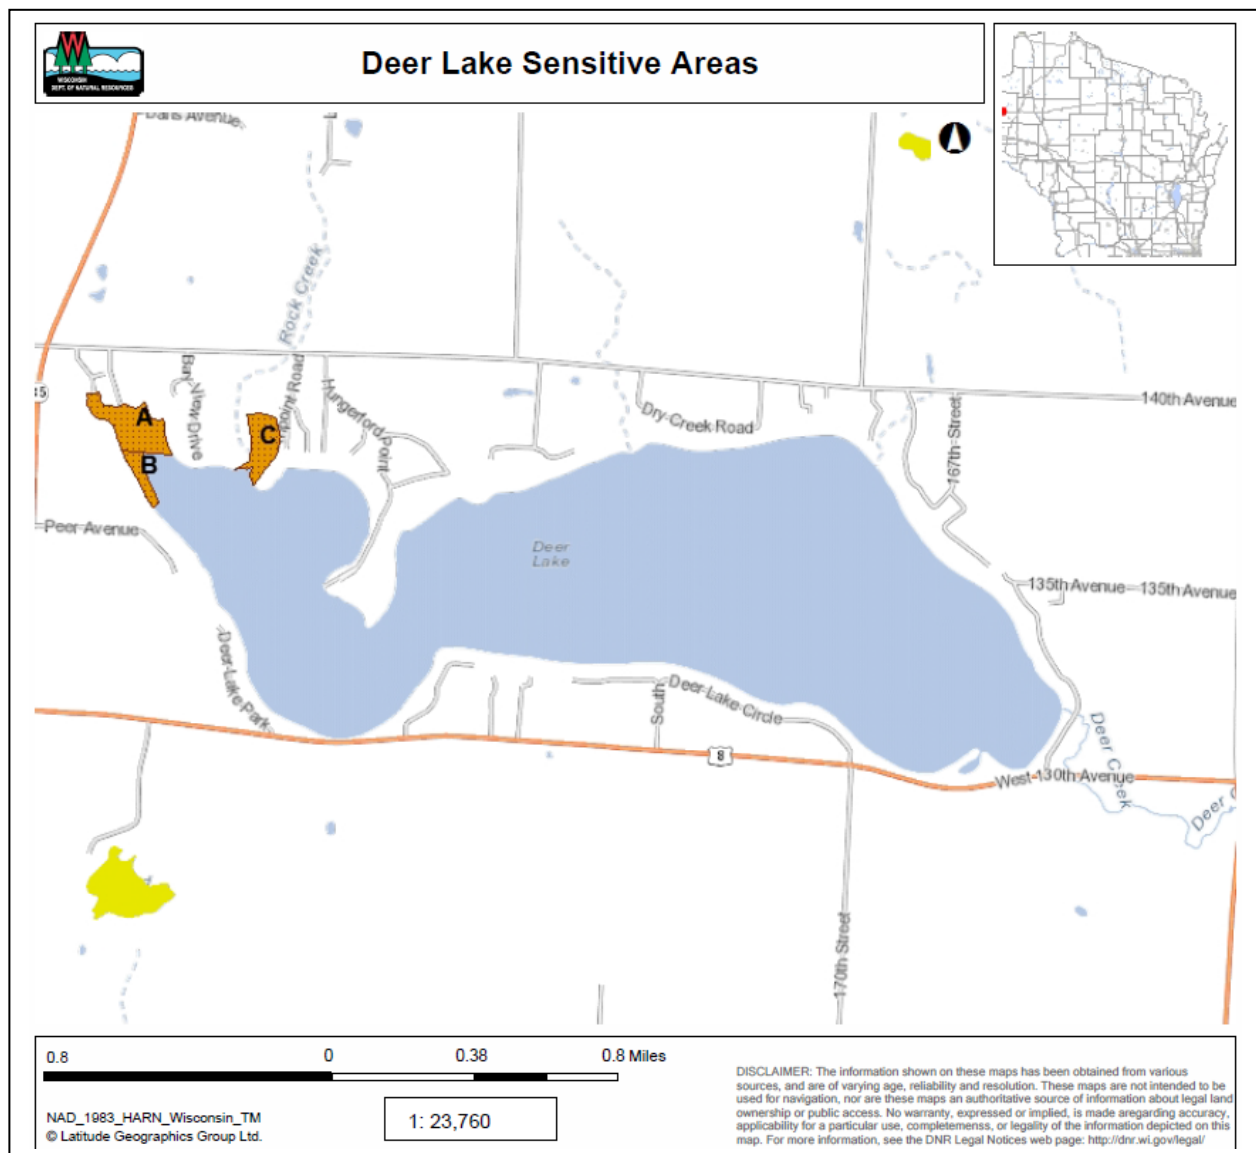 W
WISCONSIN
DEPT. OF NATURAL RESOURCES
Deer Lake Sensitive Areas
Rock Creek
35
Bay View Drive
Point Road
Hungerford Point
A
B
C
Dry Creek Road
167th Street
140th Avenue
Peer Avenue
Deer
Lake
135th Avenue
135th Avenue
Deer Lake Park
South
Deer Lake Circle
8
West 130th Avenue
Deer Creek
Deer
170th Street
0.8 0 0.38 0.8 Miles
NAD_1983_HARN_Wisconsin_TM
© Latitude Geographics Group Ltd.
1: 23,760
DISCLAIMER: The information shown on these maps has been obtained from various
sources, and are of varying age, reliability and resolution. These maps are not intended to be
used for navigation, nor are these maps an authoritative source of information about legal land
ownership or public access. No warranty, expressed or implied, is made aregarding accuracy,
applicability for a particular use, completemenss, or legality of the information depicted on this
map. For more information, see the DNR Legal Notices web page: http://dnr.wi.gov/legal/